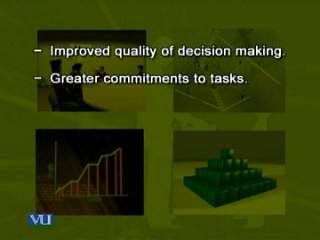 - Improved quality of decision making.
- Greater commitments to tasks.
VU